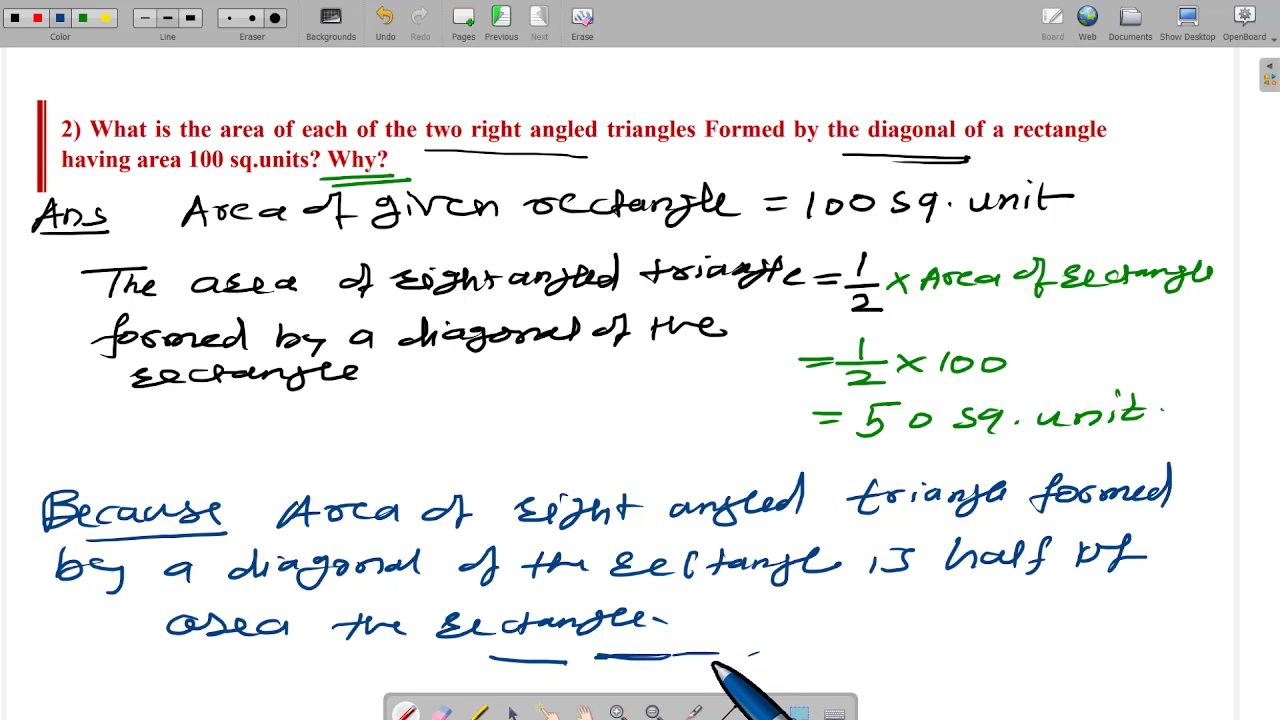 Color Line Eraser Backgrounds Undo Redo Pages Previous Next Erase Board Web Documents Show Desktop OpenBoard
2) What is the area of each of the two right angled triangles Formed by the diagonal of a rectangle
having area 100 sq.units? Why?
Ans Area of given rectangle = 100 sq. unit
The area of right angled triangle = 1/2 × Area of rectangle
formed by a diagonal of the
rectangle
= 1/2 × 100
= 50 sq. unit.
Because Area of right angled triangle formed
by a diagonal of the rectangle is half of
area the rectangle.